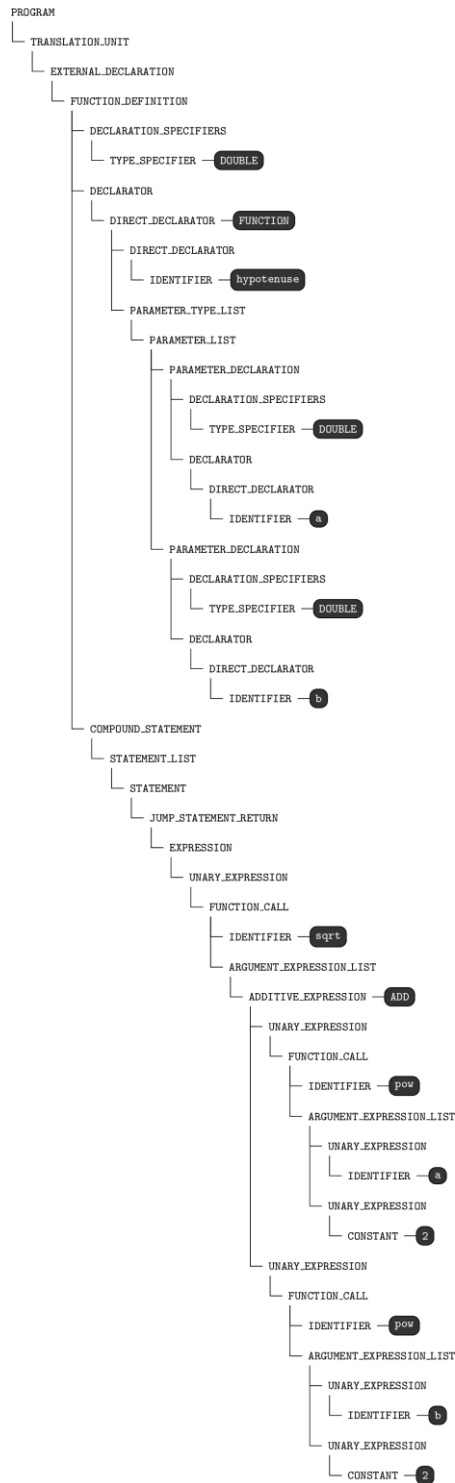 PROGRAM
TRANSLATION_UNIT
EXTERNAL_DECLARATION
FUNCTION_DEFINITION
DECLARATION_SPECIFIERS
TYPE_SPECIFIER DOUBLE
DECLARATOR
DIRECT_DECLARATOR FUNCTION
DIRECT_DECLARATOR
IDENTIFIER hypotenuse
PARAMETER_TYPE_LIST
PARAMETER_LIST
PARAMETER_DECLARATION
DECLARATION_SPECIFIERS
TYPE_SPECIFIER DOUBLE
DECLARATOR
DIRECT_DECLARATOR
IDENTIFIER a
PARAMETER_DECLARATION
DECLARATION_SPECIFIERS
TYPE_SPECIFIER DOUBLE
DECLARATOR
DIRECT_DECLARATOR
IDENTIFIER b
COMPOUND_STATEMENT
STATEMENT_LIST
STATEMENT
JUMP_STATEMENT_RETURN
EXPRESSION
UNARY_EXPRESSION
FUNCTION_CALL
IDENTIFIER sqrt
ARGUMENT_EXPRESSION_LIST
ADDITIVE_EXPRESSION ADD
UNARY_EXPRESSION
FUNCTION_CALL
IDENTIFIER pow
ARGUMENT_EXPRESSION_LIST
UNARY_EXPRESSION
IDENTIFIER a
UNARY_EXPRESSION
CONSTANT 2
UNARY_EXPRESSION
FUNCTION_CALL
IDENTIFIER pow
ARGUMENT_EXPRESSION_LIST
UNARY_EXPRESSION
IDENTIFIER b
UNARY_EXPRESSION
CONSTANT 2